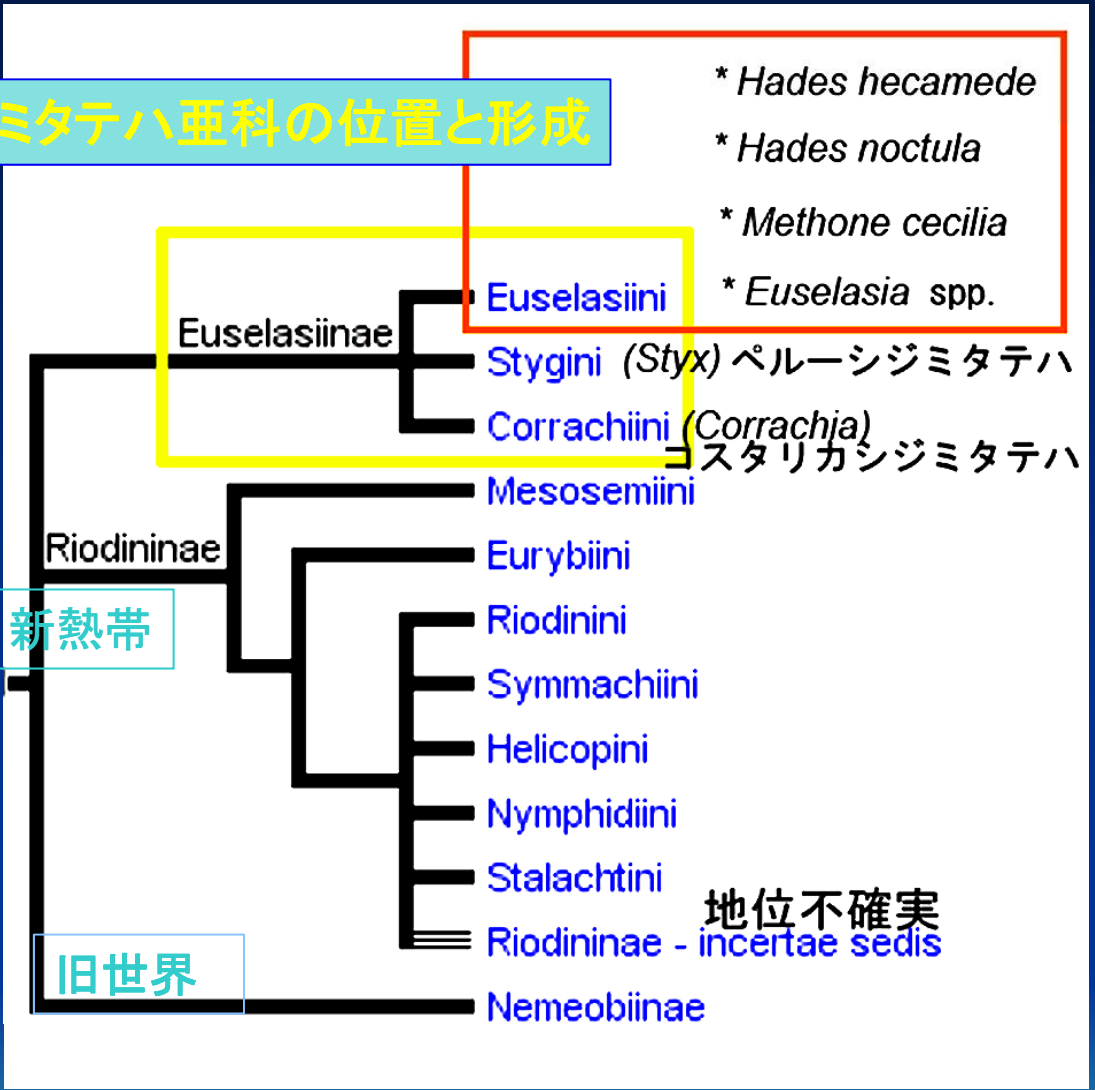 ミタテハ亜科の位置と形成
* Hades hecamede
* Hades noctula
* Methone cecilia
* Euselasia spp.
Euselasiinae
Euselasiini
Stygini (Styx) ペルーシジミタテハ
Corrachiini (Corrachia)
コスタリカシジミタテハ
Mesosemiini
Riodininae
Eurybiini
新熱帯
Riodinini
Symmachiini
Helicopini
Nymphidiini
Stalachtini
地位不確実
Riodininae - incertae sedis
旧世界
Nemeobiinae